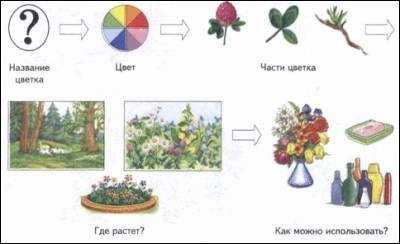 ?
Название
цветка
Цвет
Части цветка
Где растет?
Как можно использовать?